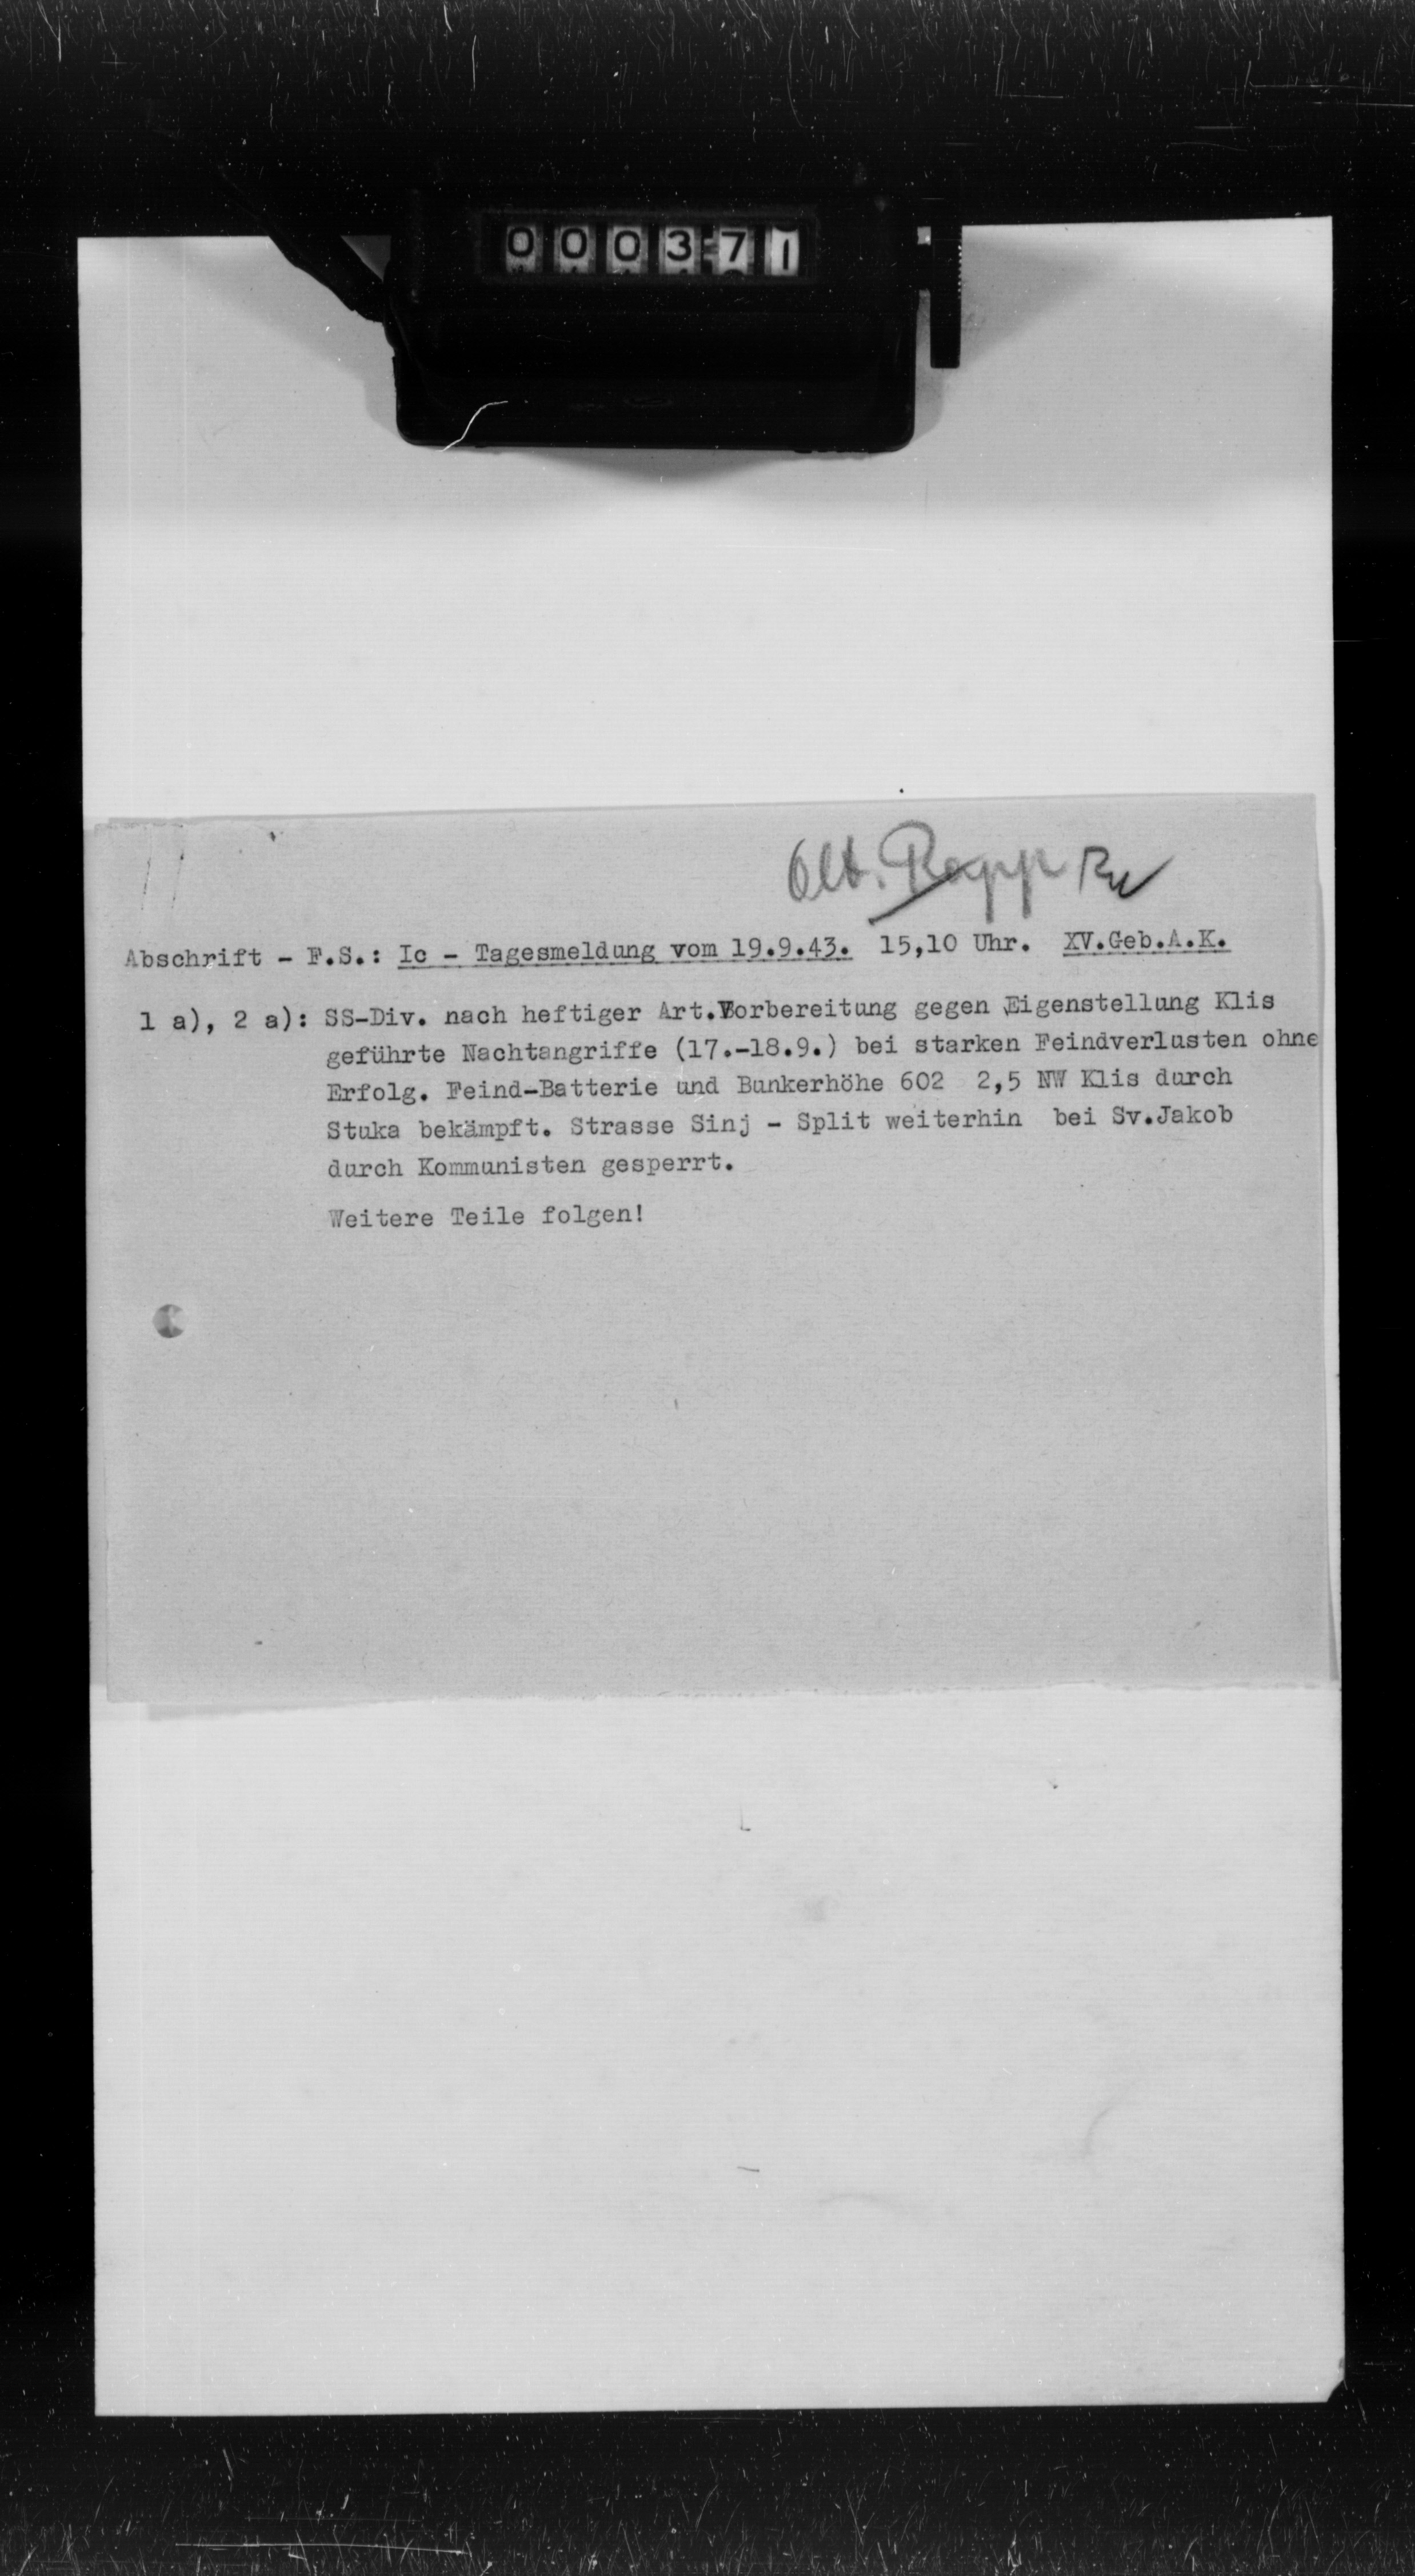 000371
Olt. Rapp
Abschrift - F.S.: Ic - Tagesmeldung vom 19.9.43. 15,10 Uhr. XV.Geb.A.K.
1 a), 2 a): SS-Div. nach heftiger Art.Vorbereitung gegen Eigenstellung Klis
geführte Nachtangriffe (17.-18.9.) bei starken Feindverlusten ohne
Erfolg. Feind-Batterie und Bunkerhöhe 602 2,5 NW Klis durch
Stuka bekämpft. Strasse Sinj - Split weiterhin bei Sv.Jakob
durch Kommunisten gesperrt.
Weitere Teile folgen!